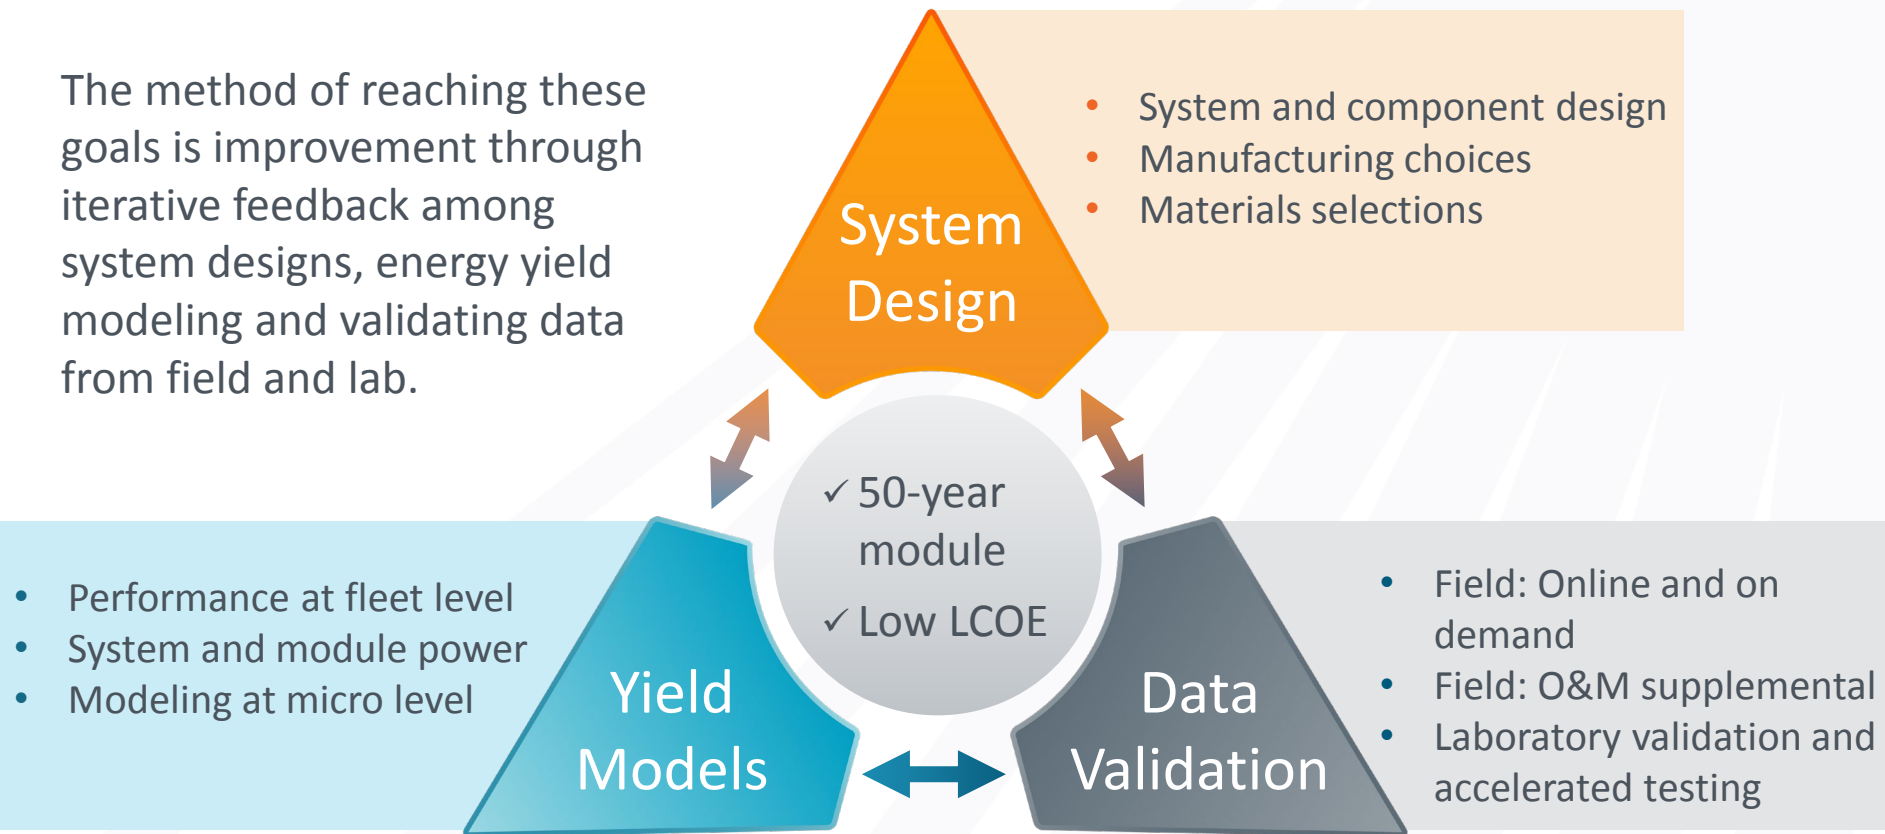 The method of reaching these
goals is improvement through
iterative feedback among
system designs, energy yield
modeling and validating data
from field and lab.
System
Design
• System and component design
• Manufacturing choices
• Materials selections
✓ 50-year
module
✓ Low LCOE
• Performance at fleet level
• System and module power
• Modeling at micro level
Yield
Models
Data
Validation
• Field: Online and on
demand
• Field: O&M supplemental
• Laboratory validation and
accelerated testing